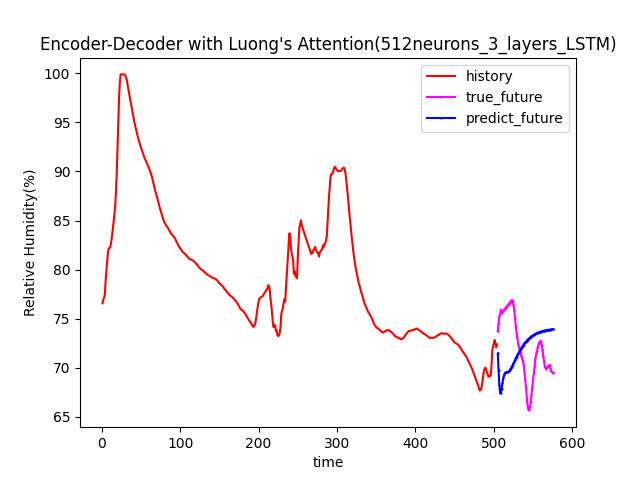 Encoder-Decoder with Luong's Attention(512neurons_3_layers_LSTM)
history
true_future
predict_future
Relative Humidity(%)
100
95
90
85
80
75
70
65
0 100 200 300 400 500 600
time